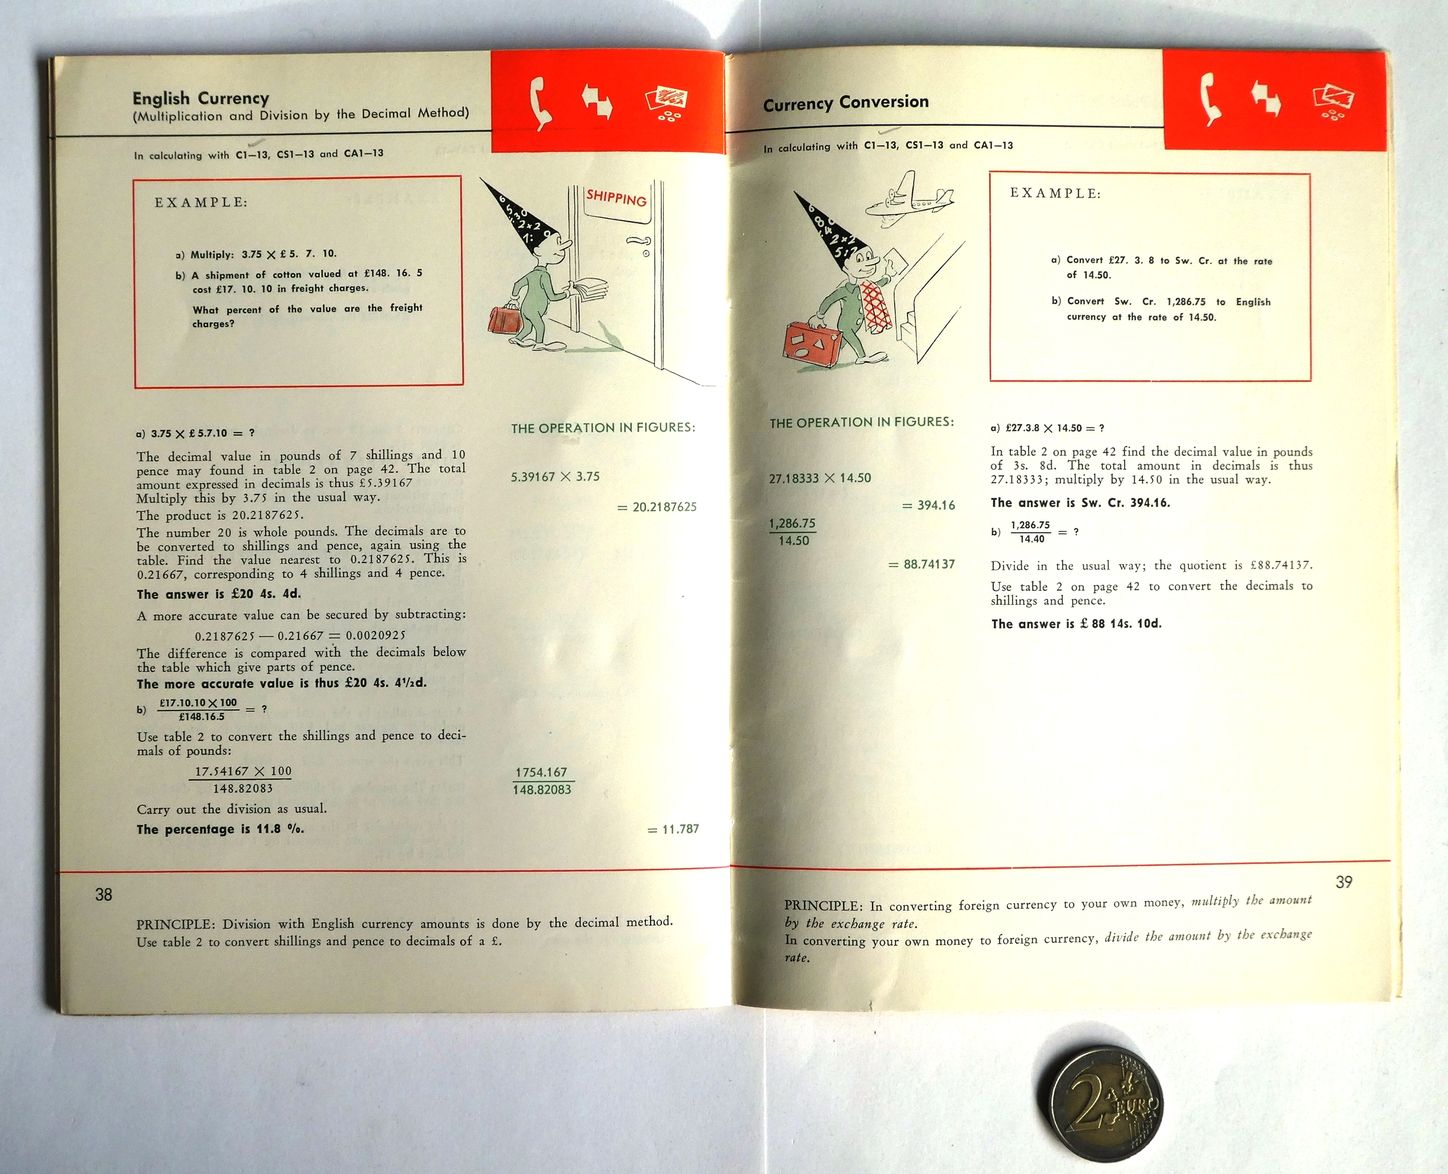 English Currency
(Multiplication and Division by the Decimal Method)
In calculating with C1—13, CS1—13 and CA1—13
EXAMPLE:
a) Multiply: 3.75 × £ 5. 7. 10.
b) A shipment of cotton valued at £148. 16. 5
cost £17. 10. 10 in freight charges.
What percent of the value are the freight
charges?
SHIPPING
a) 3.75 × £ 5.7.10 = ?
The decimal value in pounds of 7 shillings and 10
pence may found in table 2 on page 42. The total
amount expressed in decimals is thus £5.39167
Multiply this by 3.75 in the usual way.
The product is 20.2187625.
The number 20 is whole pounds. The decimals are to
be converted to shillings and pence, again using the
table. Find the value nearest to 0.2187625. This is
0.21667, corresponding to 4 shillings and 4 pence.
The answer is £20 4s. 4d.
A more accurate value can be secured by subtracting:
0.2187625 — 0.21667 = 0.0020925
The difference is compared with the decimals below
the table which give parts of pence.
The more accurate value is thus £20 4s. 4½d.
b) £17.10.10 × 100
£148.16.5 = ?
Use table 2 to convert the shillings and pence to deci-
mals of pounds:
17.54167 × 100
148.82083
Carry out the division as usual.
The percentage is 11.8 %.
THE OPERATION IN FIGURES:
5.39167 × 3.75
= 20.2187625
1754.167
148.82083
= 11.787
38
PRINCIPLE: Division with English currency amounts is done by the decimal method.
Use table 2 to convert shillings and pence to decimals of a £.
Currency Conversion
In calculating with C1—13, CS1—13 and CA1—13
EXAMPLE:
a) Convert £27. 3. 8 to Sw. Cr. at the rate
of 14.50.
b) Convert Sw. Cr. 1,286.75 to English
currency at the rate of 14.50.
THE OPERATION IN FIGURES:
27.18333 × 14.50
= 394.16
1,286.75
14.50
= 88.74137
a) £27.3.8 × 14.50 = ?
In table 2 on page 42 find the decimal value in pounds
of 3s. 8d. The total amount in decimals is thus
27.18333; multiply by 14.50 in the usual way.
The answer is Sw. Cr. 394.16.
b) 1,286.75
14.40 = ?
Divide in the usual way; the quotient is £88.74137.
Use table 2 on page 42 to convert the decimals to
shillings and pence.
The answer is £ 88 14s. 10d.
39
PRINCIPLE: In converting foreign currency to your own money, multiply the amount
by the exchange rate.
In converting your own money to foreign currency, divide the amount by the exchange
rate.
2 EURO